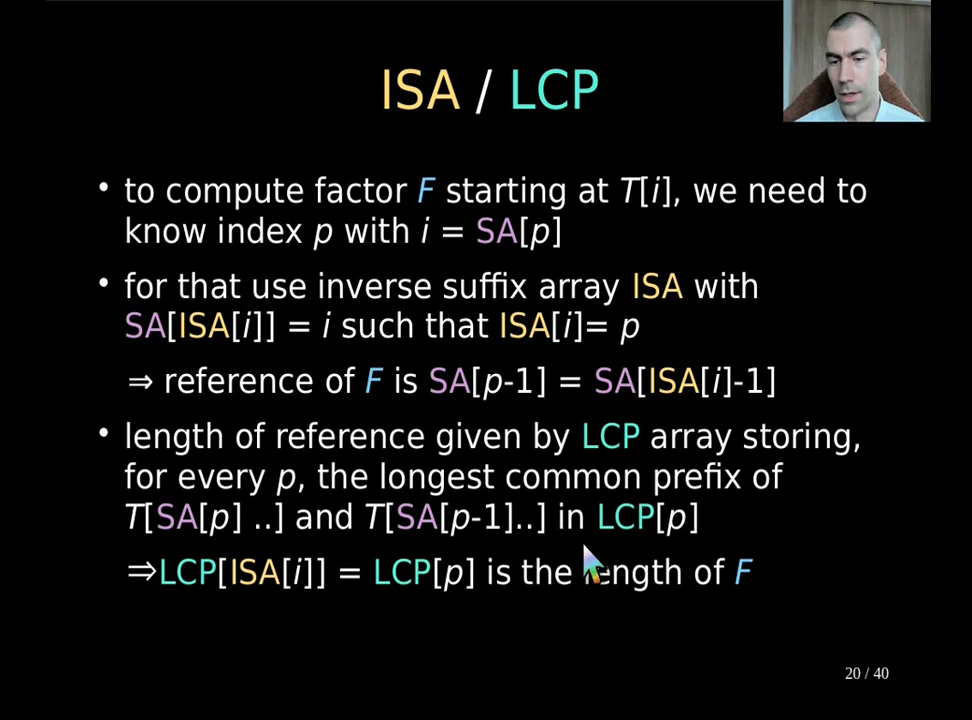 ISA / LCP
• to compute factor F starting at T[i], we need to
know index p with i = SA[p]
• for that use inverse suffix array ISA with
SA[ISA[i]] = i such that ISA[i]= p
⇒ reference of F is SA[p-1] = SA[ISA[i]-1]
• length of reference given by LCP array storing,
for every p, the longest common prefix of
T[SA[p] ..] and T[SA[p-1]..] in LCP[p]
⇒LCP[ISA[i]] = LCP[p] is the length of F
20 / 40